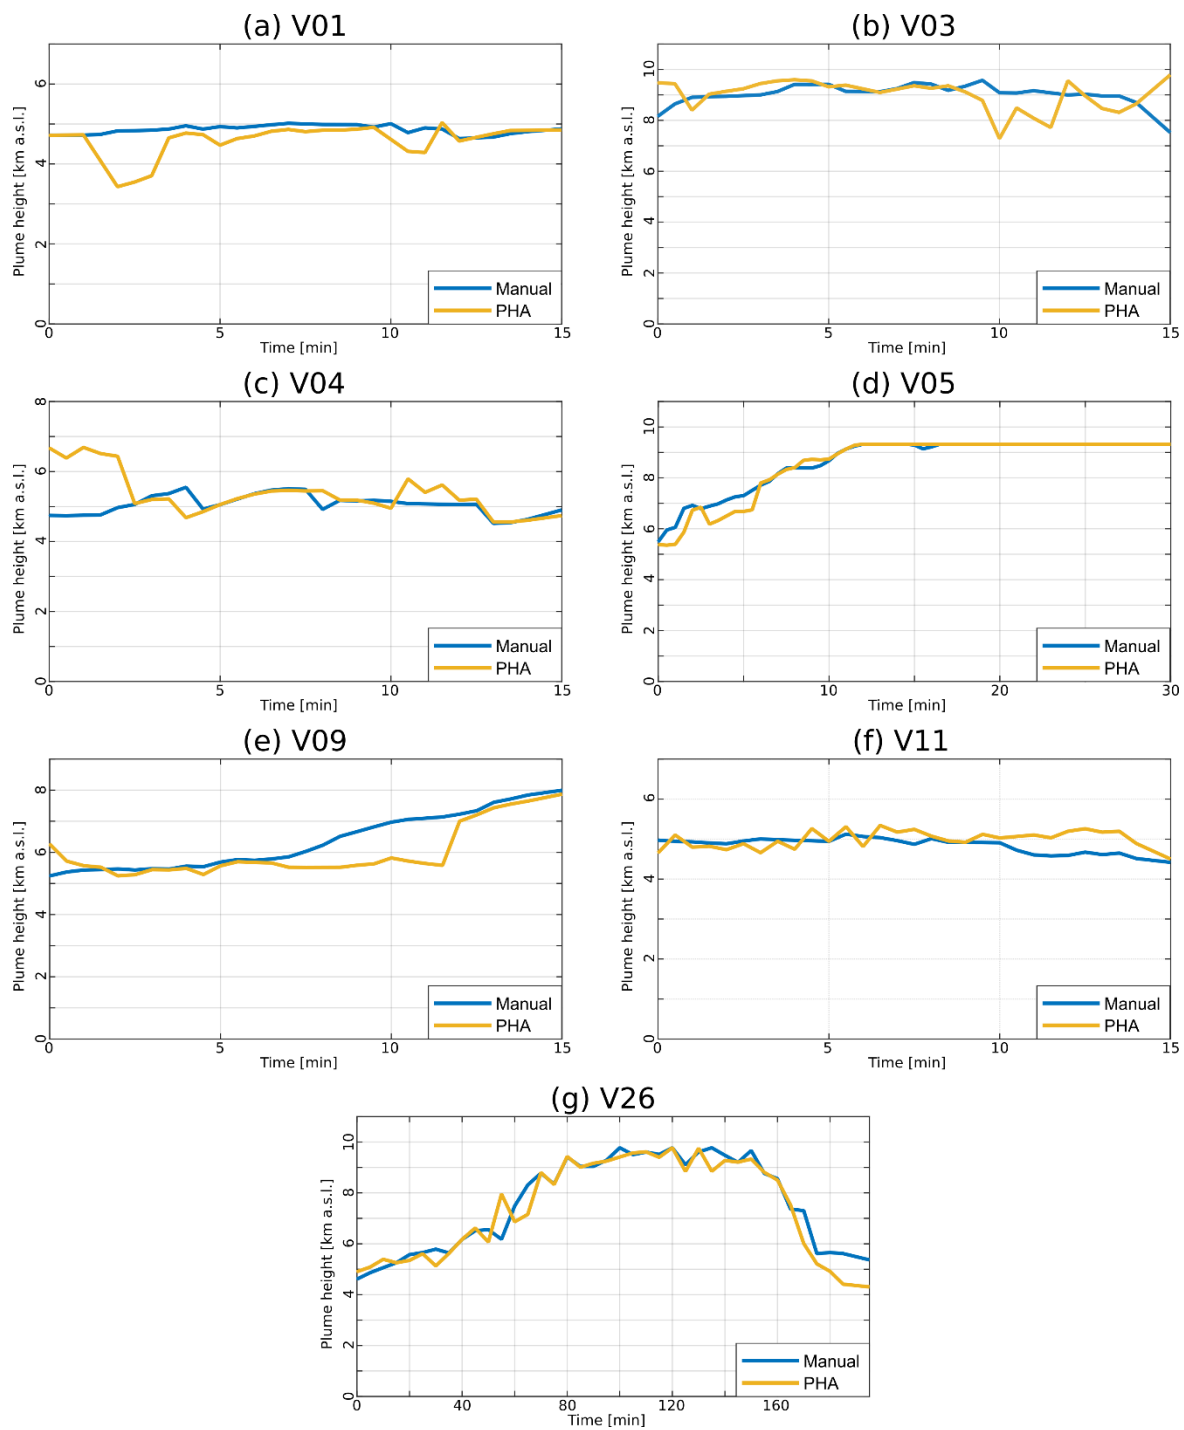 (a) V01
Plume height [km a.s.l.]
0
2
4
6
0 5 10 15
Time [min]
Manual
PHA
(b) V03
Plume height [km a.s.l.]
0
2
4
6
8
10
0 5 10 15
Time [min]
Manual
PHA
(c) V04
Plume height [km a.s.l.]
0
2
4
6
8
0 5 10 15
Time [min]
Manual
PHA
(d) V05
Plume height [km a.s.l.]
0
2
4
6
8
10
0 10 20 30
Time [min]
Manual
PHA
(e) V09
Plume height [km a.s.l.]
0
2
4
6
8
0 5 10 15
Time [min]
Manual
PHA
(f) V11
Plume height [km a.s.l.]
0
2
4
6
0 5 10 15
Time [min]
Manual
PHA
(g) V26
Plume height [km a.s.l.]
0
2
4
6
8
10
0 40 80 120 160
Time [min]
Manual
PHA